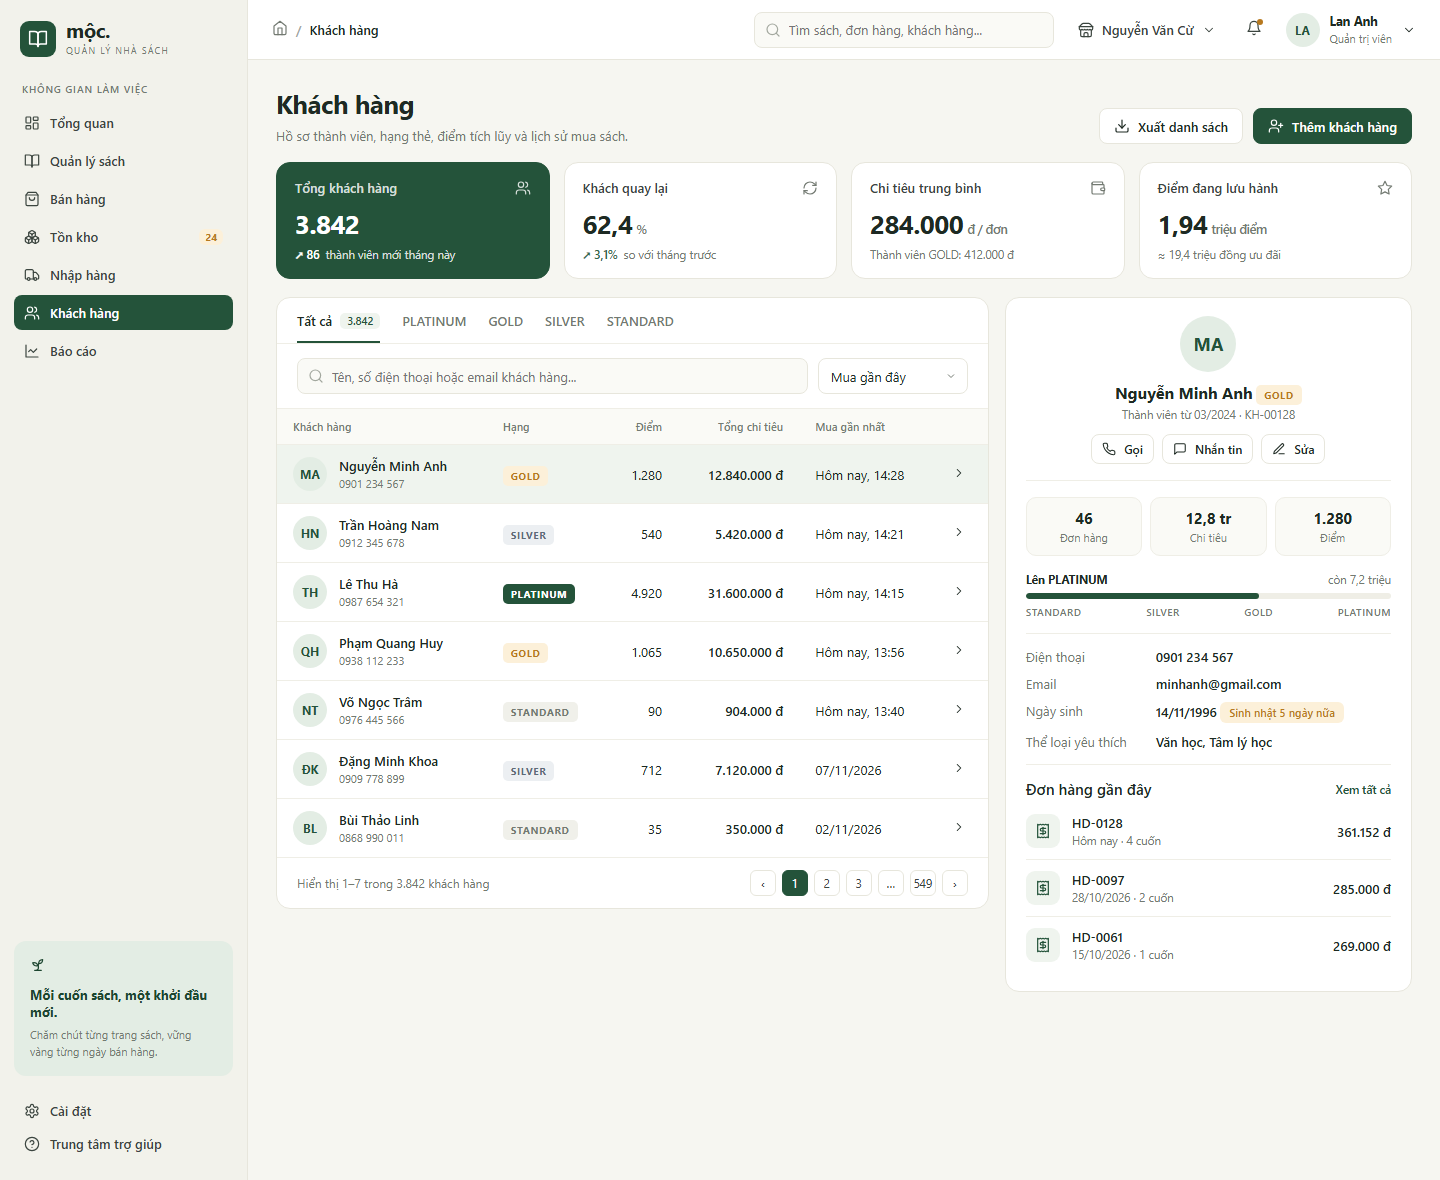 mộc.
QUẢN LÝ NHÀ SÁCH
KHÔNG GIAN LÀM VIỆC
Tổng quan
Quản lý sách
Bán hàng
Tồn kho 24
Nhập hàng
Khách hàng
Báo cáo
Mỗi cuốn sách, một khởi đầu
mới.
Chăm chút từng trang sách, vững
vàng từng ngày bán hàng.
Cài đặt
Trung tâm trợ giúp
/ Khách hàng
Tìm sách, đơn hàng, khách hàng...
Nguyễn Văn Cừ
LA
Lan Anh
Quản trị viên
Khách hàng
Hồ sơ thành viên, hạng thẻ, điểm tích lũy và lịch sử mua sách.
Xuất danh sách
Thêm khách hàng
Tổng khách hàng
3.842
↗ 86 thành viên mới tháng này
Khách quay lại
62,4 %
↗ 3,1% so với tháng trước
Chi tiêu trung bình
284.000 đ / đơn
Thành viên GOLD: 412.000 đ
Điểm đang lưu hành
1,94 triệu điểm
≈ 19,4 triệu đồng ưu đãi
Tất cả 3.842 PLATINUM GOLD SILVER STANDARD
Tên, số điện thoại hoặc email khách hàng...
Mua gần đây
Khách hàng Hạng Điểm Tổng chi tiêu Mua gần nhất
MA Nguyễn Minh Anh GOLD 1.280 12.840.000 đ Hôm nay, 14:28
0901 234 567
HN Trần Hoàng Nam SILVER 540 5.420.000 đ Hôm nay, 14:21
0912 345 678
TH Lê Thu Hà PLATINUM 4.920 31.600.000 đ Hôm nay, 14:15
0987 654 321
QH Phạm Quang Huy GOLD 1.065 10.650.000 đ Hôm nay, 13:56
0938 112 233
NT Võ Ngọc Trâm STANDARD 90 904.000 đ Hôm nay, 13:40
0976 445 566
ĐK Đặng Minh Khoa SILVER 712 7.120.000 đ 07/11/2026
0909 778 899
BL Bùi Thảo Linh STANDARD 35 350.000 đ 02/11/2026
0868 990 011
Hiển thị 1–7 trong 3.842 khách hàng
‹ 1 2 3 … 549 ›
MA
Nguyễn Minh Anh GOLD
Thành viên từ 03/2024 · KH-00128
Gọi
Nhắn tin
Sửa
46
Đơn hàng
12,8 tr
Chi tiêu
1.280
Điểm
Lên PLATINUM còn 7,2 triệu
STANDARD SILVER GOLD PLATINUM
Điện thoại 0901 234 567
Email minhanh@gmail.com
Ngày sinh 14/11/1996 Sinh nhật 5 ngày nữa
Thể loại yêu thích Văn học, Tâm lý học
Đơn hàng gần đây Xem tất cả
HD-0128 361.152 đ
Hôm nay · 4 cuốn
HD-0097 285.000 đ
28/10/2026 · 2 cuốn
HD-0061 269.000 đ
15/10/2026 · 1 cuốn